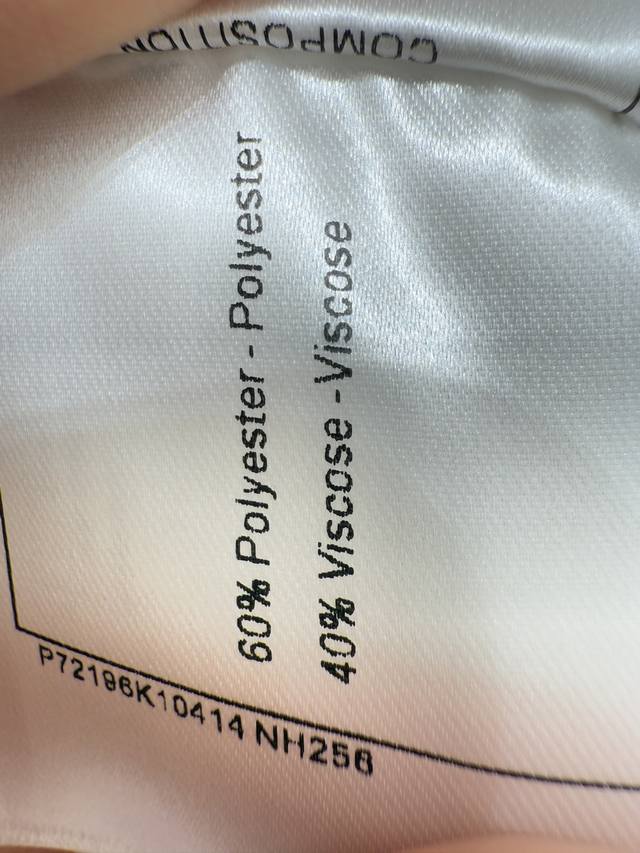 COMPOSITION
60% Polyester - Polyester
40% Viscose - Viscose
P72196K10414 NH256